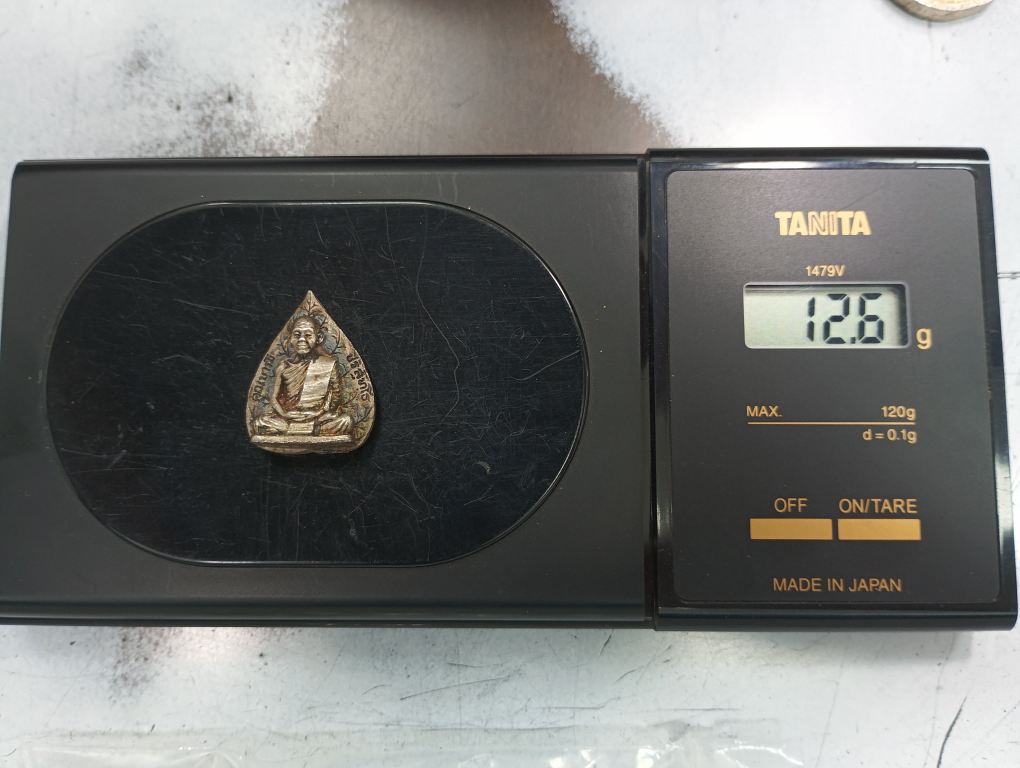 TANITA
1479V
12.6 g
MAX. 120g
d = 0.1g
OFF ON/TARE
MADE IN JAPAN